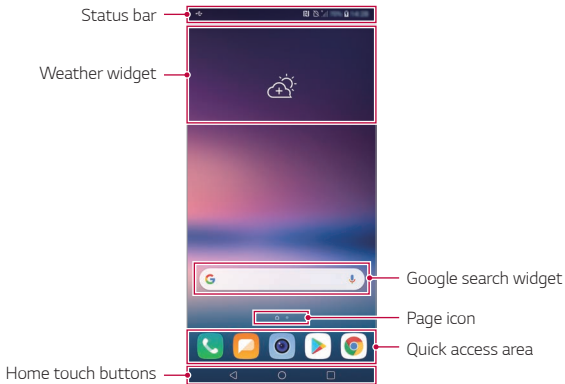 Status bar
Weather widget
Google search widget
Page icon
Quick access area
Home touch buttons